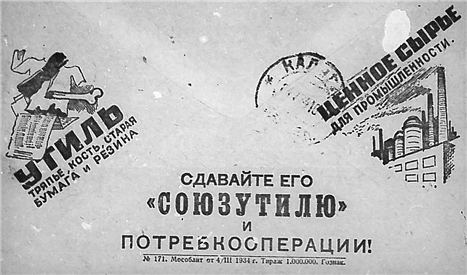 УТИЛЬ
ТРЯПЬЕ, КОСТЬ, СТАРАЯ
БУМАГА и РЕЗИНА
ЦЕННОЕ СЫРЬЕ
ДЛЯ ПРОМЫШЛЕННОСТИ.
СДАВАЙТЕ ЕГО
«СОЮЗУТИЛЮ»
И
ПОТРЕБКООПЕРАЦИИ!
№ 171. Мособлит от 4/III 1934 г. Тираж 1.000.000. Гознак.